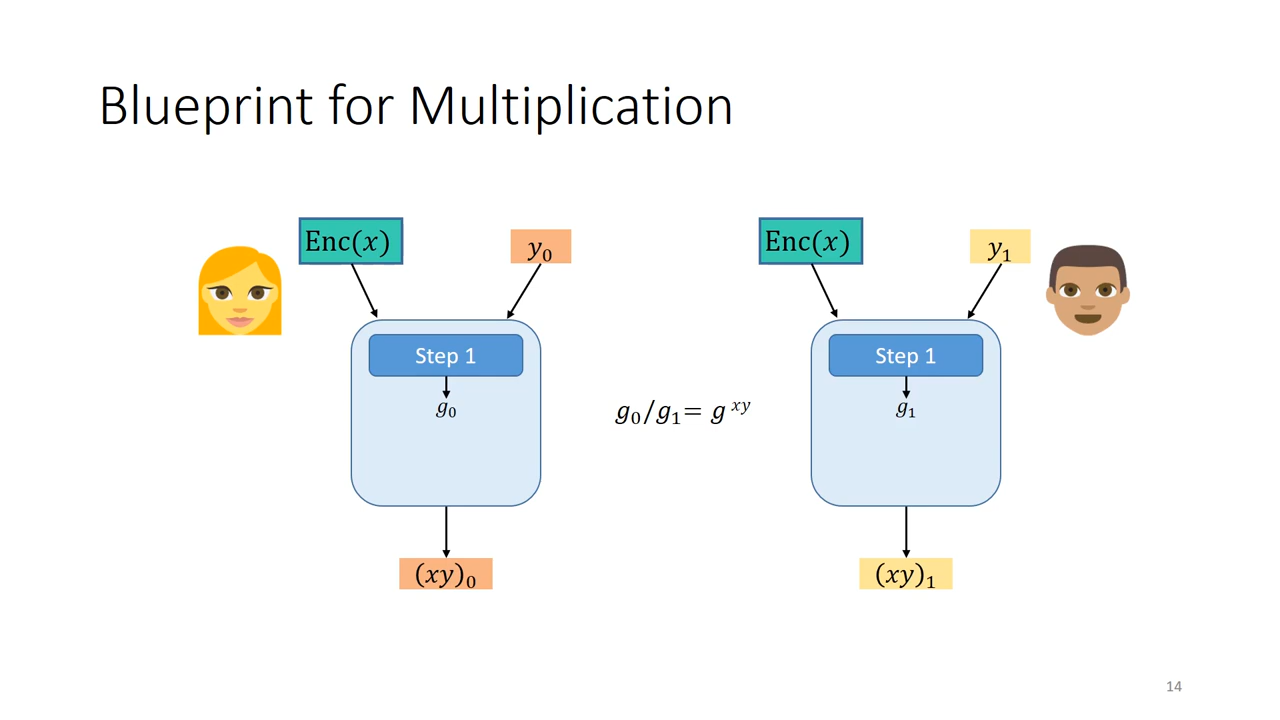 Blueprint for Multiplication
Enc(x)
y₀
Enc(x)
y₁
Step 1
g₀
g₀/g₁= g ˣʸ
Step 1
g₁
(xy)₀
(xy)₁
14